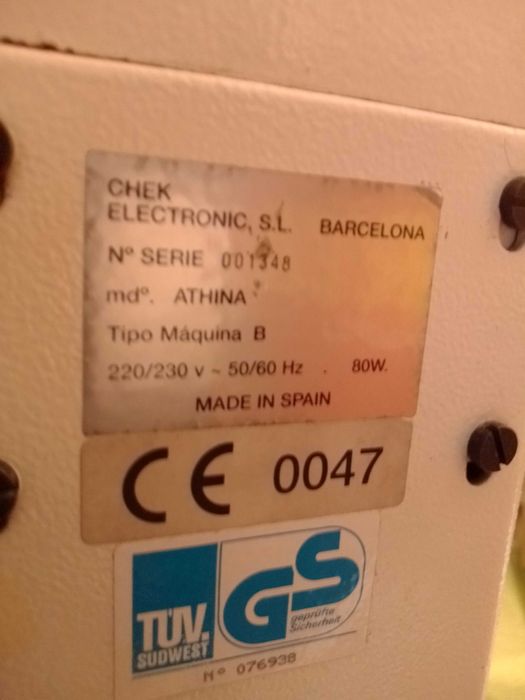 CHEK
ELECTRONIC, S.L. BARCELONA
Nº SERIE 001348
mdº. ATHINA
Tipo Máquina B
220/230 v ~ 50/60 Hz . 80W.
MADE IN SPAIN
CE 0047
TÜV.
SÜDWEST
GS
geprüfte
Sicherheit
Nº 076938